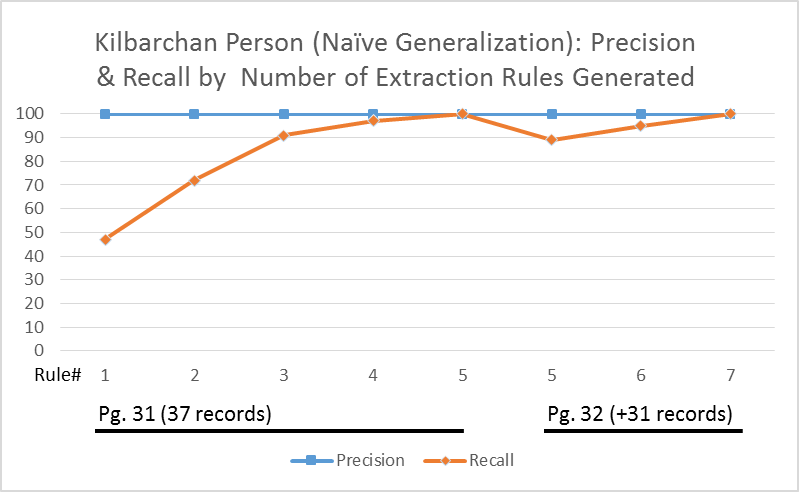 Kilbarchan Person (Naïve Generalization): Precision
& Recall by Number of Extraction Rules Generated
100
90
80
70
60
50
40
30
20
10
0
Rule# 1 2 3 4 5 5 6 7
Pg. 31 (37 records) Pg. 32 (+31 records)
Precision Recall